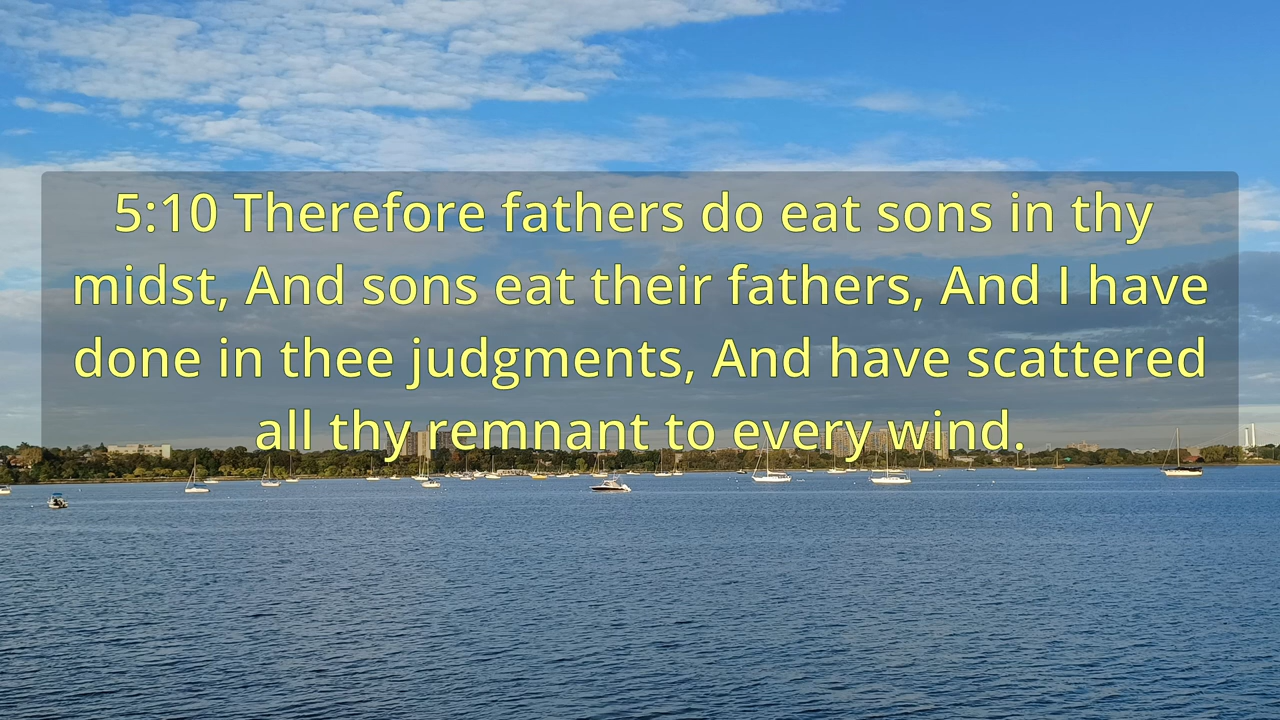 5:10 Therefore fathers do eat sons in thy
midst, And sons eat their fathers, And I have
done in thee judgments, And have scattered
all thy remnant to every wind.